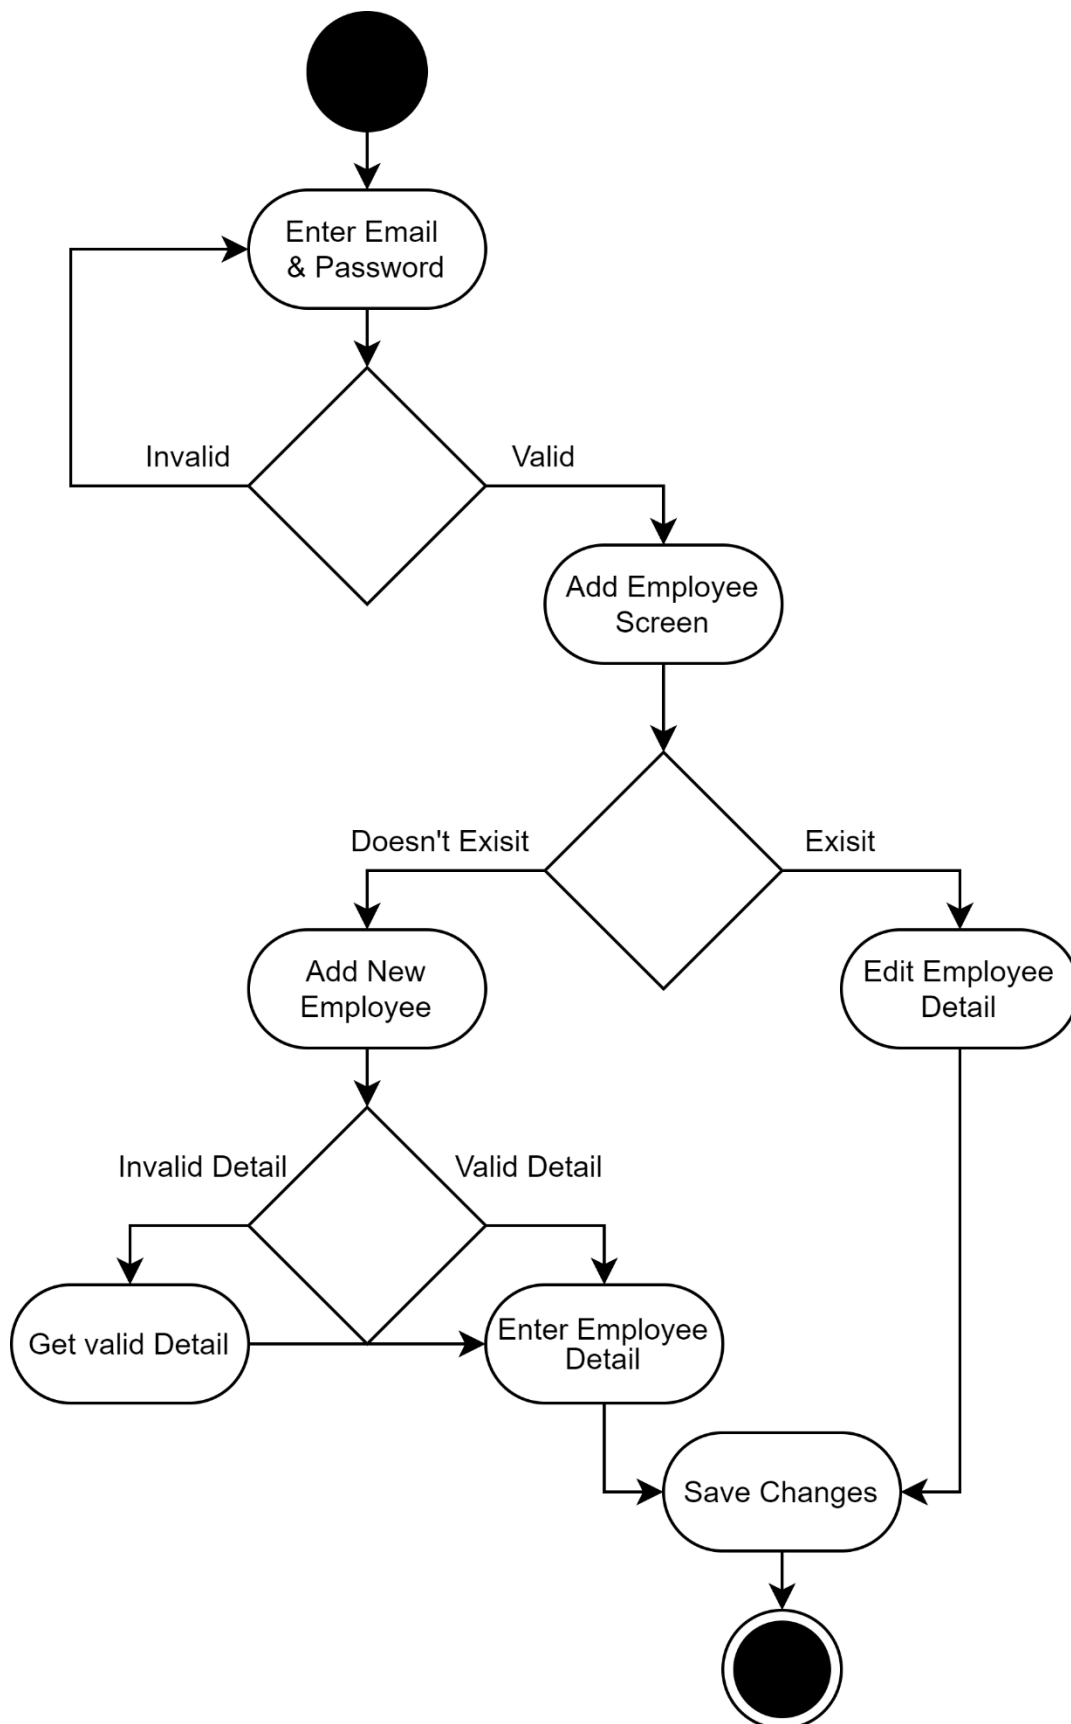 Enter Email
& Password
Invalid
Valid
Add Employee
Screen
Doesn't Exisit
Exisit
Add New
Employee
Edit Employee
Detail
Invalid Detail
Valid Detail
Get valid Detail
Enter Employee
Detail
Save Changes